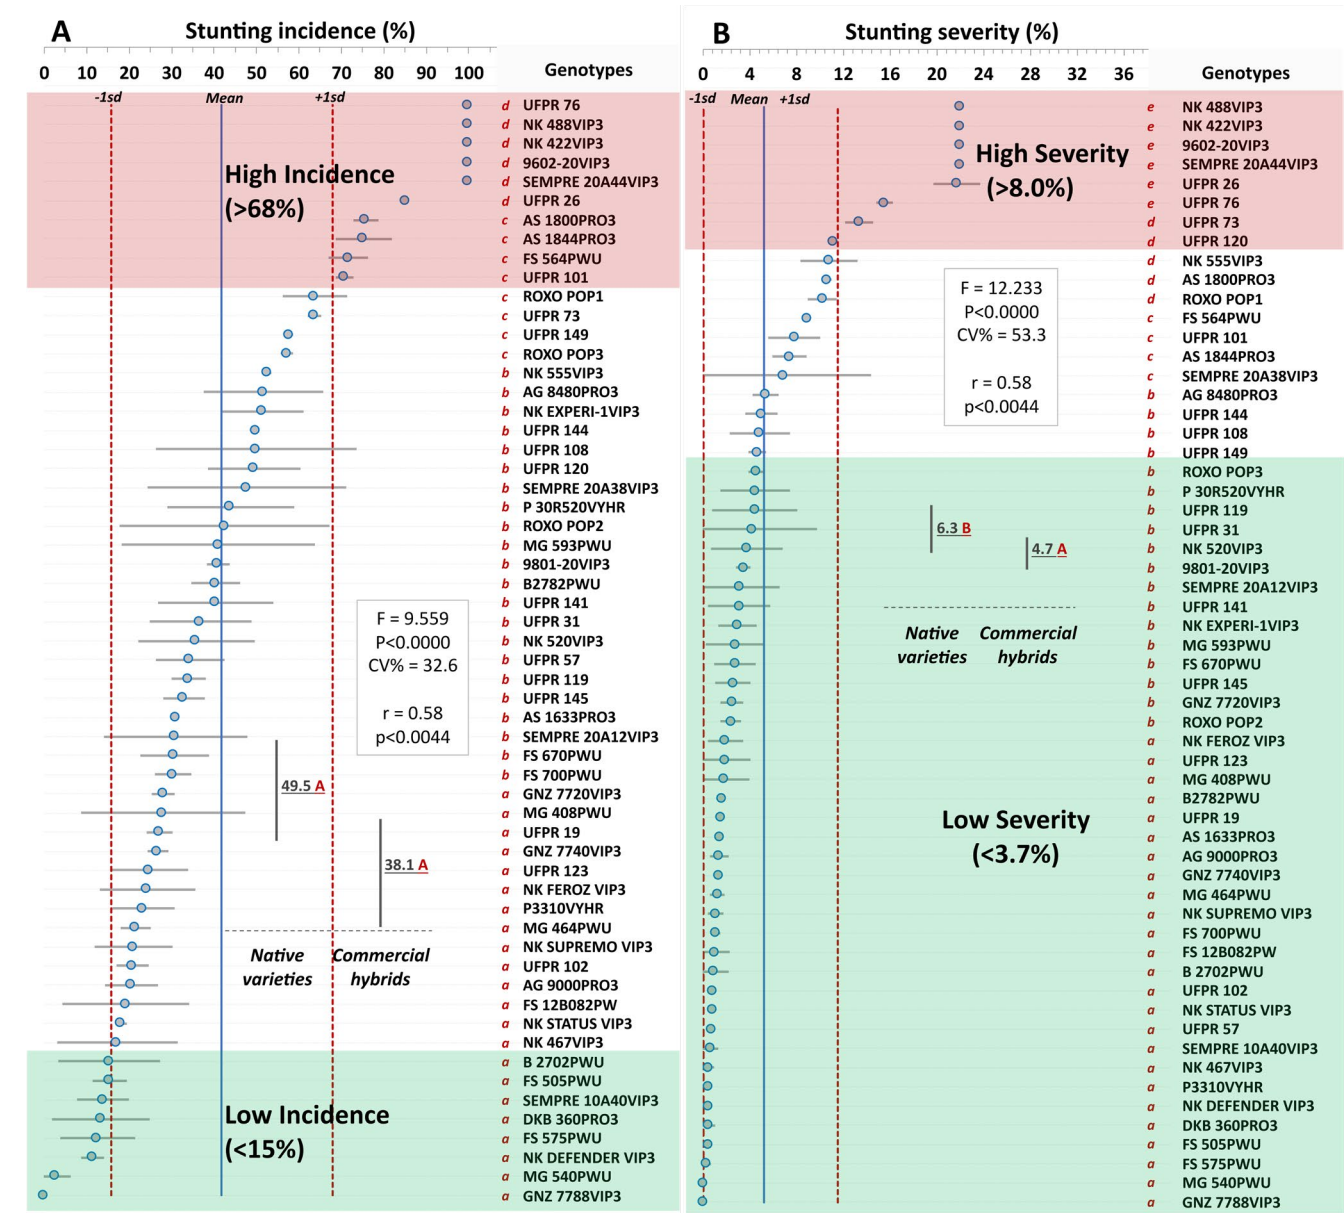 A
Stunting incidence (%)
0 10 20 30 40 50 60 70 80 90 100
Genotypes
-1sd Mean +1sd
High Incidence
(>68%)
d UFPR 76
d NK 488VIP3
d NK 422VIP3
d 9602-20VIP3
d SEMPRE 20A44VIP3
d UFPR 26
c AS 1800PRO3
c AS 1844PRO3
c FS 564PWU
c UFPR 101
c ROXO POP1
c UFPR 73
c UFPR 149
c ROXO POP3
b NK 555VIP3
b AG 8480PRO3
b NK EXPERI-1VIP3
b UFPR 144
b UFPR 108
b UFPR 120
b SEMPRE 20A38VIP3
b P 30R520VYHR
b ROXO POP2
b MG 593PWU
b 9801-20VIP3
b B2782PWU
b UFPR 141
b UFPR 31
b NK 520VIP3
b UFPR 57
b UFPR 119
b UFPR 145
b AS 1633PRO3
b SEMPRE 20A12VIP3
b FS 670PWU
b FS 700PWU
a GNZ 7720VIP3
a MG 408PWU
a UFPR 19
a GNZ 7740VIP3
a UFPR 123
a NK FEROZ VIP3
a P3310VYHR
a MG 464PWU
a NK SUPREMO VIP3
a UFPR 102
a AG 9000PRO3
a FS 12B082PW
a NK STATUS VIP3
a NK 467VIP3
a B 2702PWU
a FS 505PWU
a SEMPRE 10A40VIP3
a DKB 360PRO3
a FS 575PWU
a NK DEFENDER VIP3
a MG 540PWU
a GNZ 7788VIP3
F = 9.559
P<0.0000
CV% = 32.6
r = 0.58
p<0.0044
49.5 A
38.1 A
Native Commercial
varieties hybrids
Low Incidence
(<15%)
B
Stunting severity (%)
0 4 8 12 16 20 24 28 32 36
Genotypes
-1sd Mean +1sd
High Severity
(>8.0%)
e NK 488VIP3
e NK 422VIP3
e 9602-20VIP3
e SEMPRE 20A44VIP3
e UFPR 26
e UFPR 76
d UFPR 73
d UFPR 120
d NK 555VIP3
d AS 1800PRO3
d ROXO POP1
c FS 564PWU
c UFPR 101
c AS 1844PRO3
c SEMPRE 20A38VIP3
b AG 8480PRO3
b UFPR 144
b UFPR 108
b UFPR 149
b ROXO POP3
b P 30R520VYHR
b UFPR 119
b UFPR 31
b NK 520VIP3
b 9801-20VIP3
b SEMPRE 20A12VIP3
b UFPR 141
b NK EXPERI-1VIP3
b MG 593PWU
b FS 670PWU
b UFPR 145
b GNZ 7720VIP3
b ROXO POP2
a NK FEROZ VIP3
a UFPR 123
a MG 408PWU
a B2782PWU
a UFPR 19
a AS 1633PRO3
a AG 9000PRO3
a GNZ 7740VIP3
a MG 464PWU
a NK SUPREMO VIP3
a FS 700PWU
a FS 12B082PW
a B 2702PWU
a UFPR 102
a NK STATUS VIP3
a UFPR 57
a SEMPRE 10A40VIP3
a NK 467VIP3
a P3310VYHR
a NK DEFENDER VIP3
a DKB 360PRO3
a FS 505PWU
a FS 575PWU
a MG 540PWU
a GNZ 7788VIP3
F = 12.233
P<0.0000
CV% = 53.3
r = 0.58
p<0.0044
6.3 B
4.7 A
Native Commercial
varieties hybrids
Low Severity
(<3.7%)